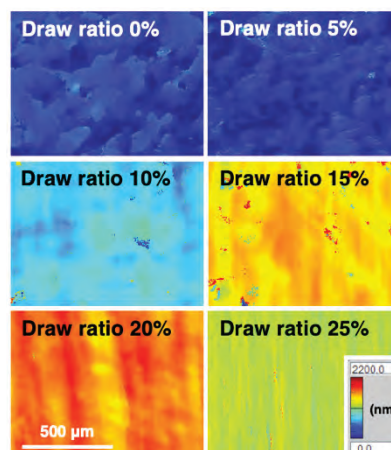 Draw ratio 0%
Draw ratio 5%
Draw ratio 10%
Draw ratio 15%
Draw ratio 20%
Draw ratio 25%
500 µm
2200.0
(nm
0.0